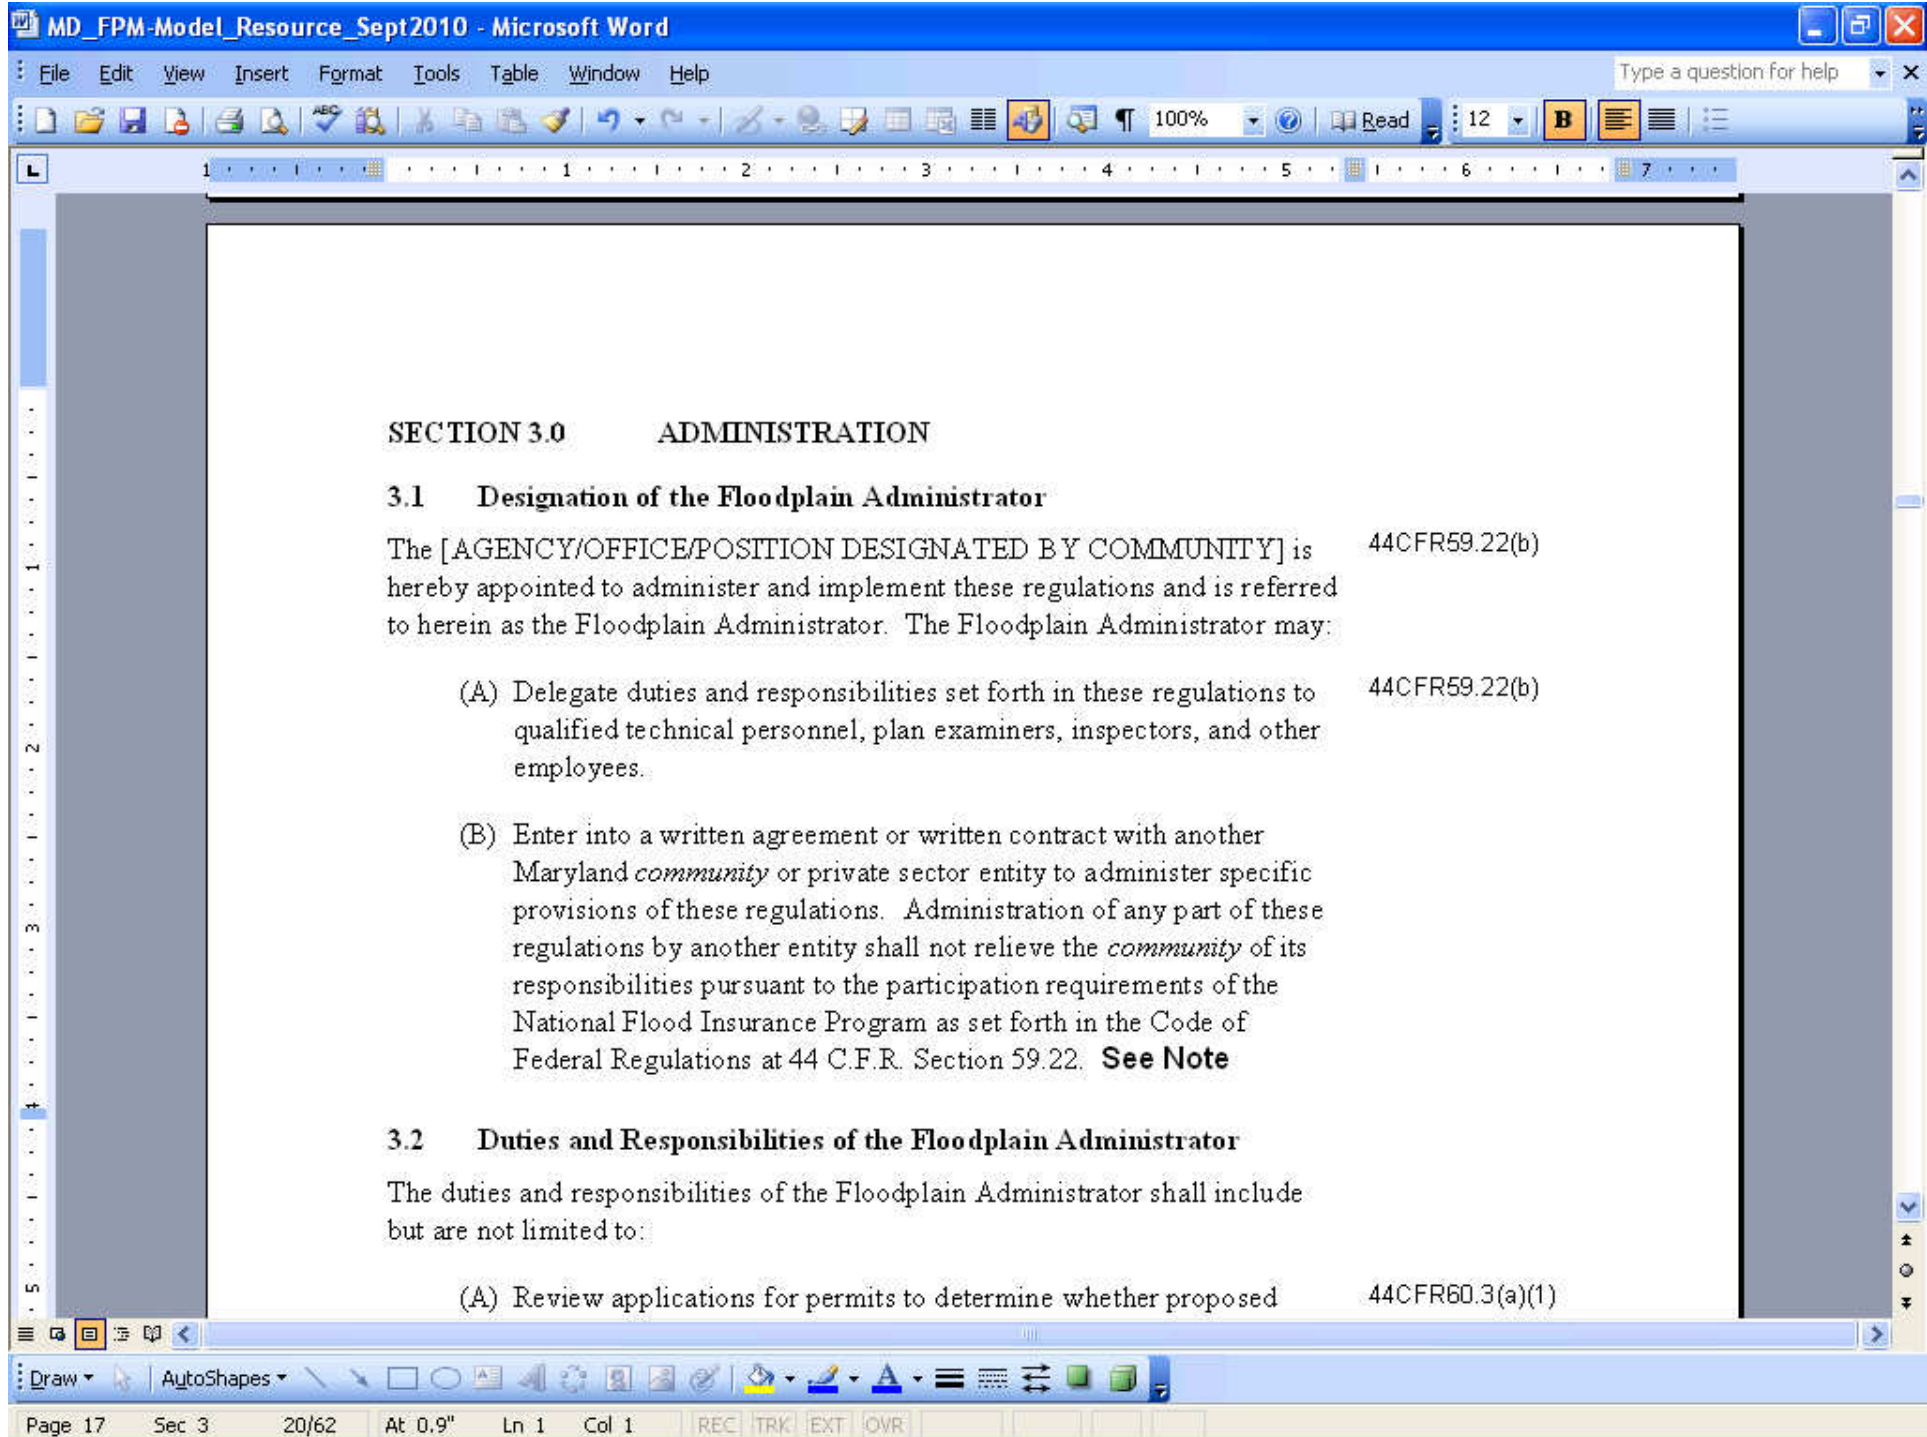 MD_FPM-Model_Resource_Sept2010 - Microsoft Word
File Edit View Insert Format Tools Table Window Help Type a question for help
100% Read 12 B
1 1 2 3 4 5 6 7
SECTION 3.0 ADMINISTRATION
3.1 Designation of the Floodplain Administrator
The [AGENCY/OFFICE/POSITION DESIGNATED BY COMMUNITY] is 44CFR59.22(b)
hereby appointed to administer and implement these regulations and is referred
to herein as the Floodplain Administrator. The Floodplain Administrator may:
(A) Delegate duties and responsibilities set forth in these regulations to 44CFR59.22(b)
qualified technical personnel, plan examiners, inspectors, and other
employees.
(B) Enter into a written agreement or written contract with another
Maryland community or private sector entity to administer specific
provisions of these regulations. Administration of any part of these
regulations by another entity shall not relieve the community of its
responsibilities pursuant to the participation requirements of the
National Flood Insurance Program as set forth in the Code of
Federal Regulations at 44 C.F.R. Section 59.22. See Note
3.2 Duties and Responsibilities of the Floodplain Administrator
The duties and responsibilities of the Floodplain Administrator shall include
but are not limited to:
(A) Review applications for permits to determine whether proposed 44CFR60.3(a)(1)
Draw AutoShapes
Page 17 Sec 3 20/62 At 0.9" Ln 1 Col 1 REC TRK EXT OVR